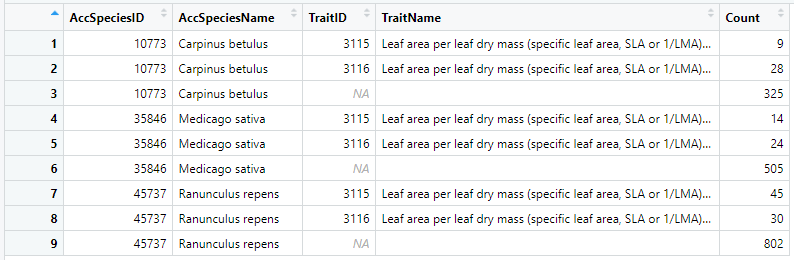 AccSpeciesID AccSpeciesName TraitID TraitName Count
1 10773 Carpinus betulus 3115 Leaf area per leaf dry mass (specific leaf area, SLA or 1/LMA)... 9
2 10773 Carpinus betulus 3116 Leaf area per leaf dry mass (specific leaf area, SLA or 1/LMA)... 28
3 10773 Carpinus betulus NA 325
4 35846 Medicago sativa 3115 Leaf area per leaf dry mass (specific leaf area, SLA or 1/LMA)... 14
5 35846 Medicago sativa 3116 Leaf area per leaf dry mass (specific leaf area, SLA or 1/LMA)... 24
6 35846 Medicago sativa NA 505
7 45737 Ranunculus repens 3115 Leaf area per leaf dry mass (specific leaf area, SLA or 1/LMA)... 45
8 45737 Ranunculus repens 3116 Leaf area per leaf dry mass (specific leaf area, SLA or 1/LMA)... 30
9 45737 Ranunculus repens NA 802